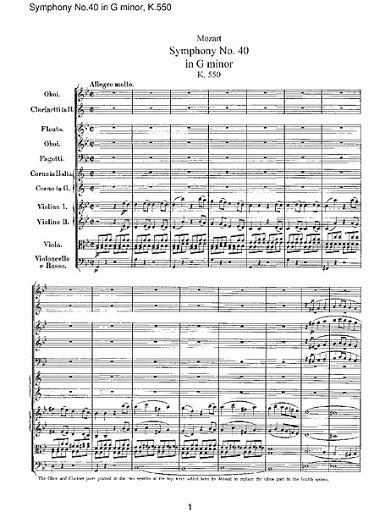 Symphony No.40 in G minor, K.550
Mozart
Symphony No. 40
in G minor
K. 550
Allegro molto.
Oboi.
Clarinetti in B.
Flauto.
Oboi.
Fagotti.
Corno in B alto.
Corno in G.
Violino I.
Violino II.
Viola.
Violoncello
e Basso.
The Oboe and Clarinet parts printed in the two systems at the top were added later by Mozart to replace the Oboe part in the fourth system.
1